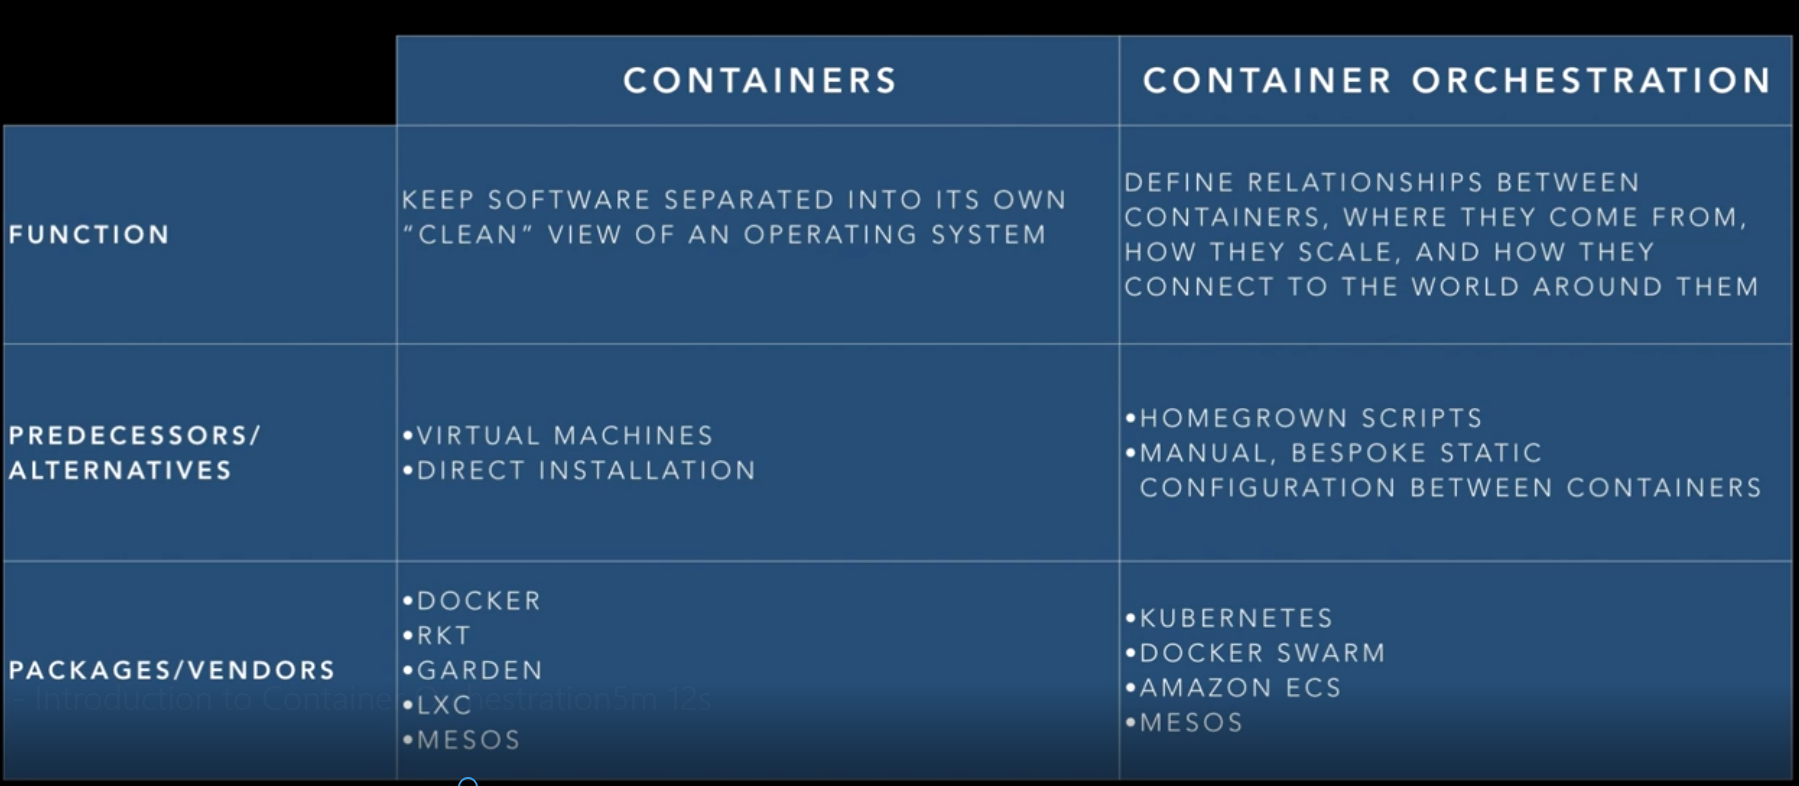 CONTAINERS
CONTAINER ORCHESTRATION
FUNCTION
KEEP SOFTWARE SEPARATED INTO ITS OWN
“CLEAN” VIEW OF AN OPERATING SYSTEM
DEFINE RELATIONSHIPS BETWEEN
CONTAINERS, WHERE THEY COME FROM,
HOW THEY SCALE, AND HOW THEY
CONNECT TO THE WORLD AROUND THEM
PREDECESSORS/
ALTERNATIVES
•VIRTUAL MACHINES
•DIRECT INSTALLATION
•HOMEGROWN SCRIPTS
•MANUAL, BESPOKE STATIC
CONFIGURATION BETWEEN CONTAINERS
PACKAGES/VENDORS
•DOCKER
•RKT
•GARDEN
•LXC
•MESOS
•KUBERNETES
•DOCKER SWARM
•AMAZON ECS
•MESOS
Introduction to Container Orchestration5m 12s